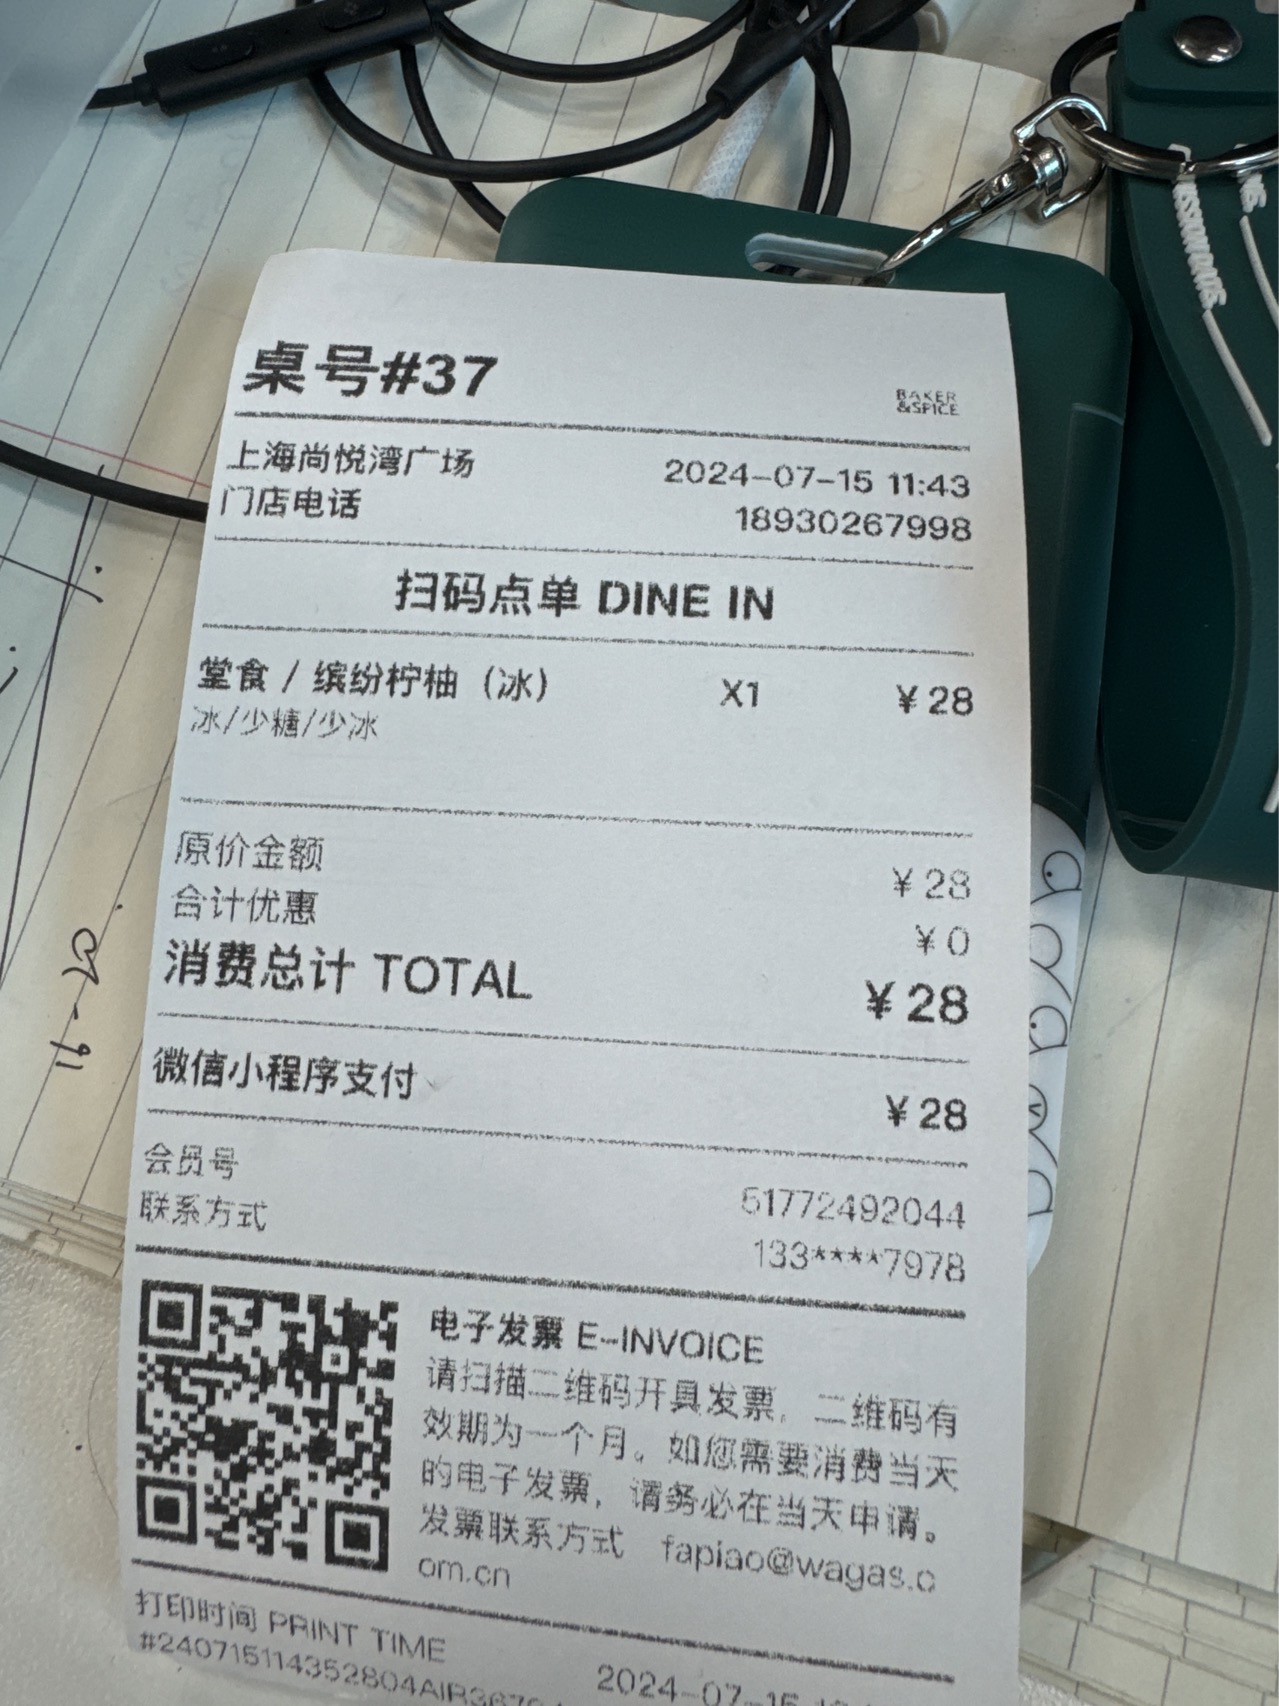 桌号#37
BAKER
&SPICE
上海尚悦湾广场 2024-07-15 11:43
门店电话 18930267998
扫码点单 DINE IN
堂食 / 缤纷柠柚（冰） X1 ¥28
冰/少糖/少冰
原价金额 ¥28
合计优惠 ¥0
消费总计 TOTAL ¥28
微信小程序支付 ¥28
会员号 51772492044
联系方式 133****7978
电子发票 E-INVOICE
请扫描二维码开具发票，二维码有
效期为一个月。如您需要消费当天
的电子发票，请务必在当天申请。
发票联系方式 fapiao@wagas.c
om.cn
打印时间 PRINT TIME
2024-07-15
#240715114352804AIR